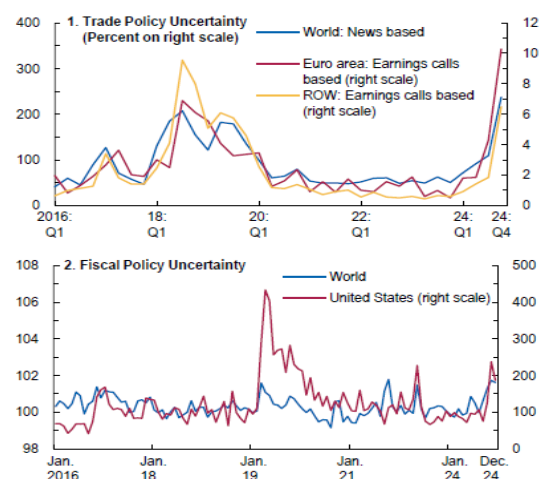 1. Trade Policy Uncertainty
(Percent on right scale)
World: News based
Euro area: Earnings calls
based (right scale)
ROW: Earnings calls based
(right scale)
400
300
200
100
0
12
10
8
6
4
2
0
2016: 18: 20: 22: 24: 24:
Q1 Q1 Q1 Q1 Q1 Q4
2. Fiscal Policy Uncertainty
World
United States (right scale)
108
106
104
102
100
98
500
400
300
200
100
0
Jan. Jan. Jan. Jan. Jan. Dec.
2016 18 19 21 24 24